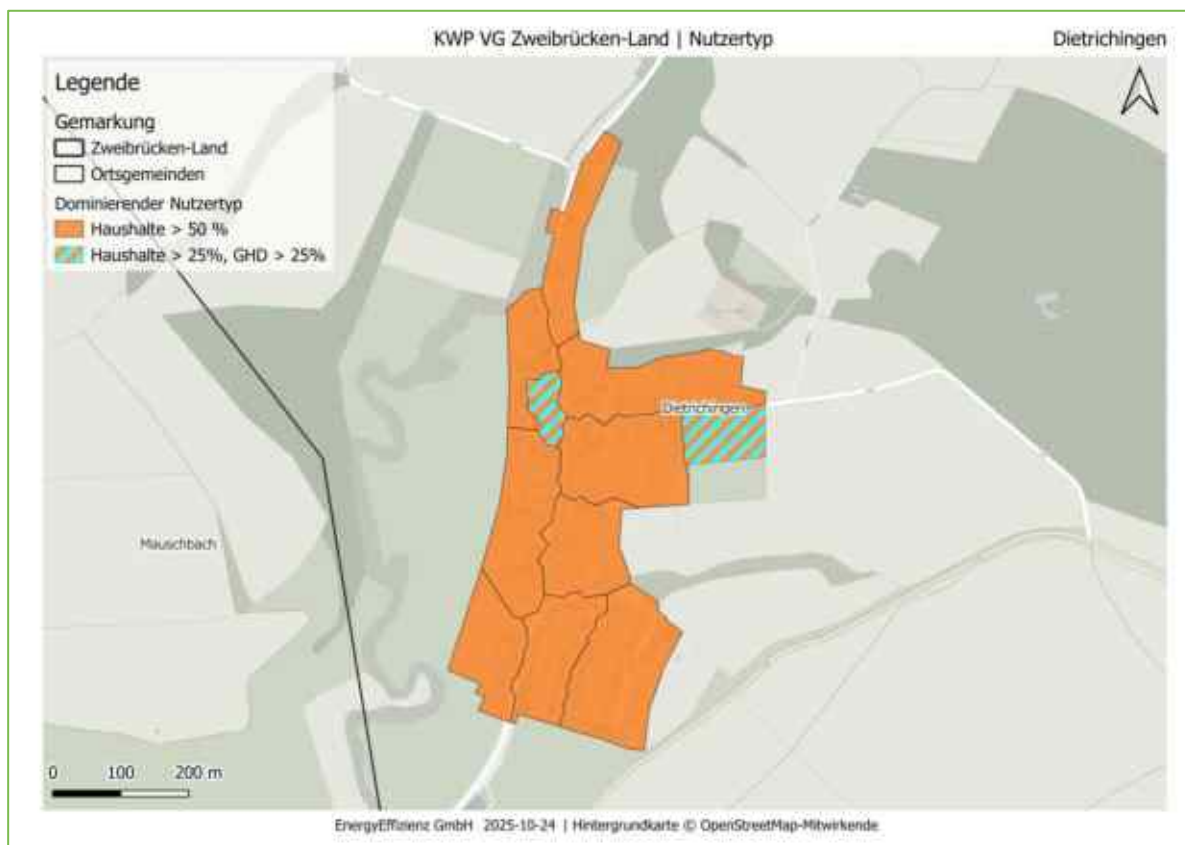 KWP VG Zweibrücken-Land | Nutzertyp
Dietrichingen
Legende
Gemarkung
Zweibrücken-Land
Ortsgemeinden
Dominierender Nutzertyp
Haushalte > 50 %
Haushalte > 25%, GHD > 25%
Dietrichingen
Mauschbach
0 100 200 m
EnergyEffizienz GmbH 2025-10-24 | Hintergrundkarte © OpenStreetMap-Mitwirkende